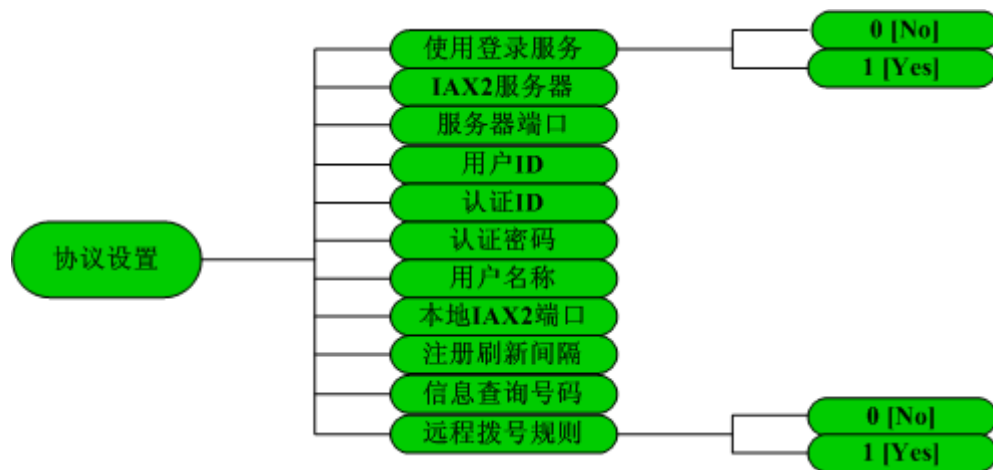 协议设置
使用登录服务
0 [No]
1 [Yes]
IAX2服务器
服务器端口
用户ID
认证ID
认证密码
用户名称
本地IAX2端口
注册刷新间隔
信息查询号码
远程拨号规则
0 [No]
1 [Yes]